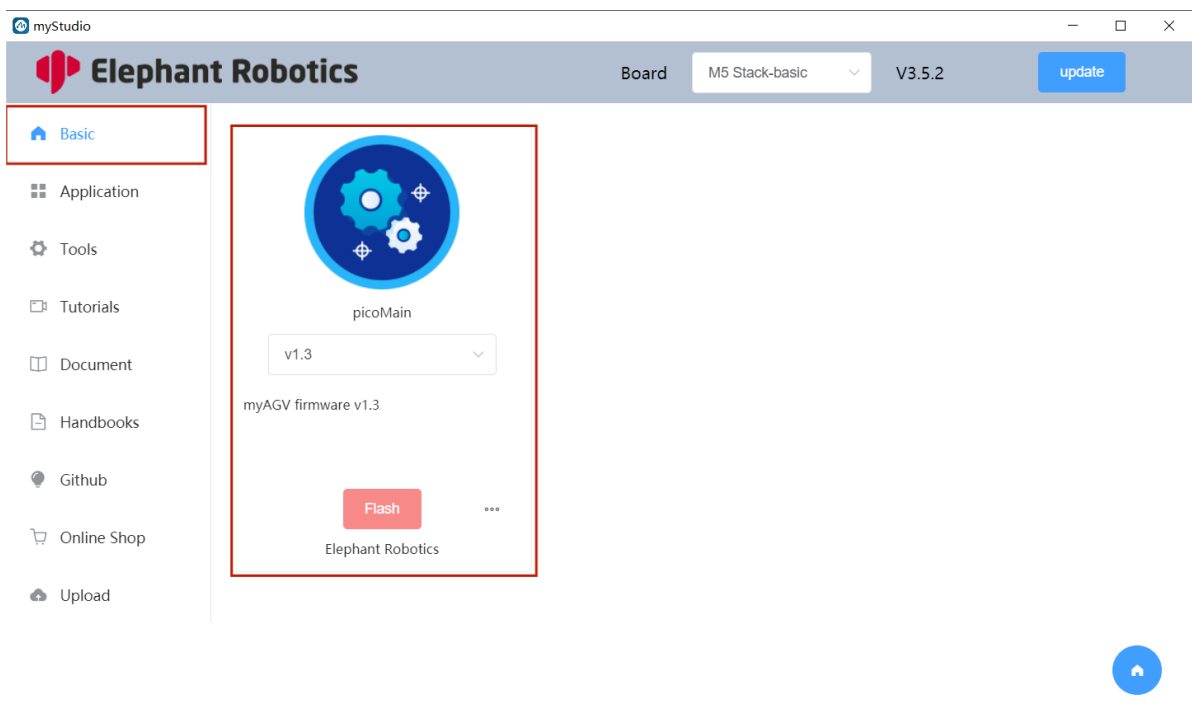 myStudio
Elephant Robotics
Board M5 Stack-basic V3.5.2 update
Basic
Application
Tools
Tutorials
Document
Handbooks
Github
Online Shop
Upload
picoMain
v1.3
myAGV firmware v1.3
Flash
Elephant Robotics